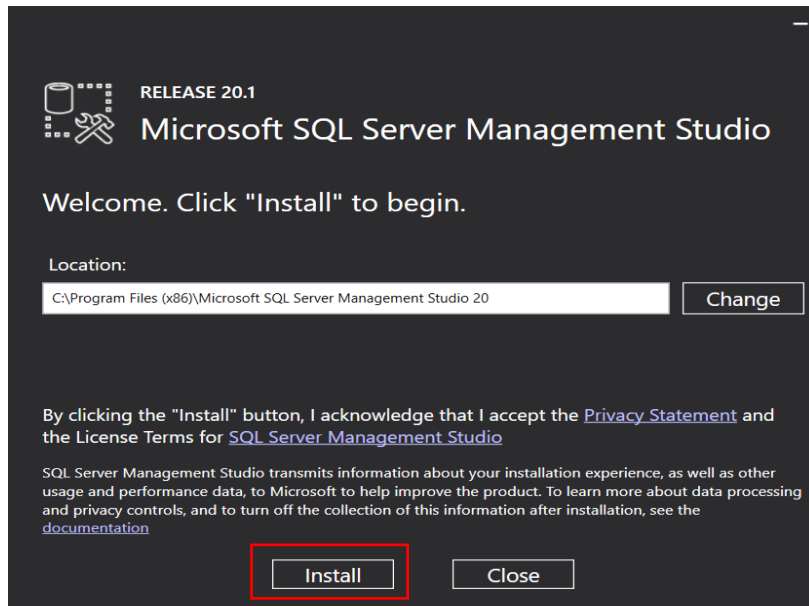 RELEASE 20.1
Microsoft SQL Server Management Studio
Welcome. Click "Install" to begin.
Location:
C:\Program Files (x86)\Microsoft SQL Server Management Studio 20
Change
By clicking the "Install" button, I acknowledge that I accept the Privacy Statement and
the License Terms for SQL Server Management Studio
SQL Server Management Studio transmits information about your installation experience, as well as other
usage and performance data, to Microsoft to help improve the product. To learn more about data processing
and privacy controls, and to turn off the collection of this information after installation, see the
documentation
Install
Close